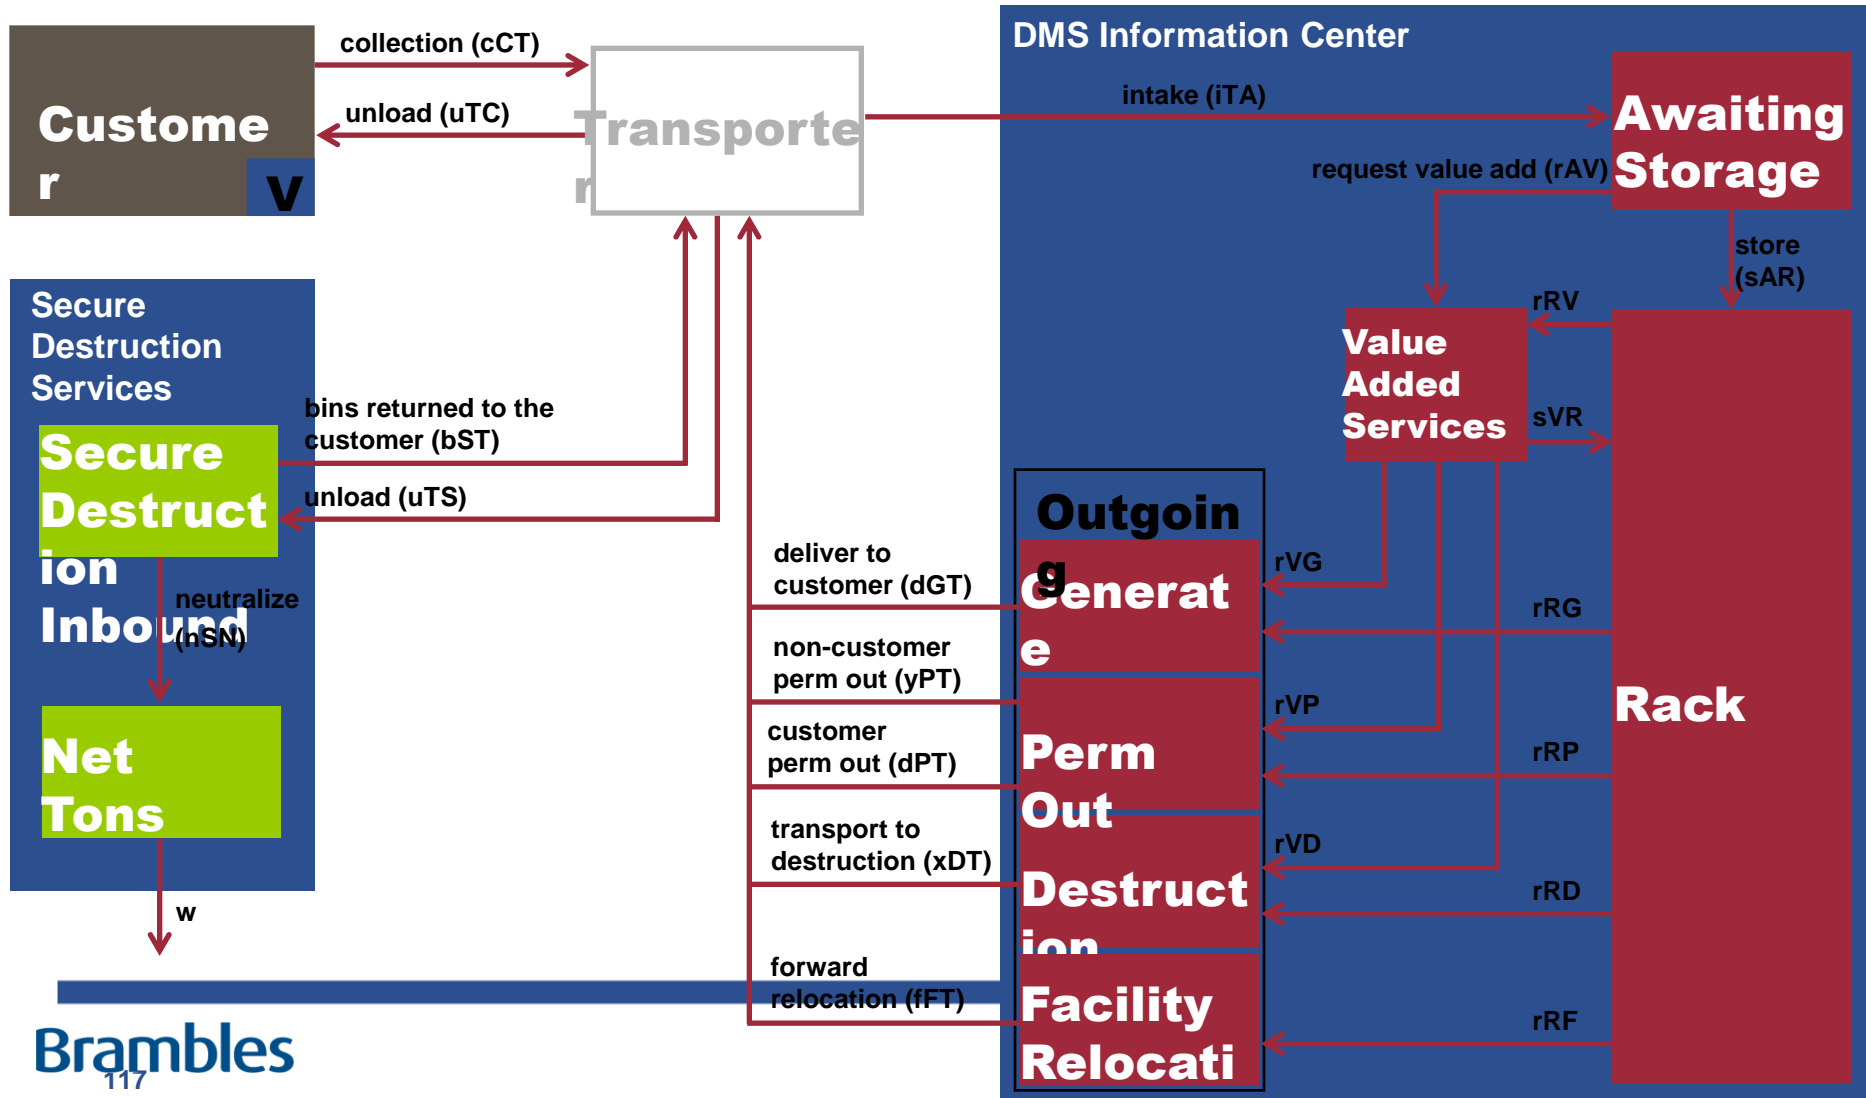 collection (cCT)
DMS Information Center
intake (iTA)
Custome
r
V
unload (uTC)
Transporte
r
Awaiting
Storage
request value add (rAV)
store
(sAR)
Secure
Destruction
Services
bins returned to the
customer (bST)
Secure
Destruct
ion
Inbound
unload (uTS)
neutralize
(nSN)
Net
Tons
w
rRV
Value
Added
Services
sVR
Outgoin
g
Generat
e
deliver to
customer (dGT)
rVG
rRG
non-customer
perm out (yPT)
customer
perm out (dPT)
Perm
Out
rVP
rRP
Rack
transport to
destruction (xDT)
Destruct
ion
rVD
rRD
forward
relocation (fFT)
Facility
Relocati
rRF
Brambles
117